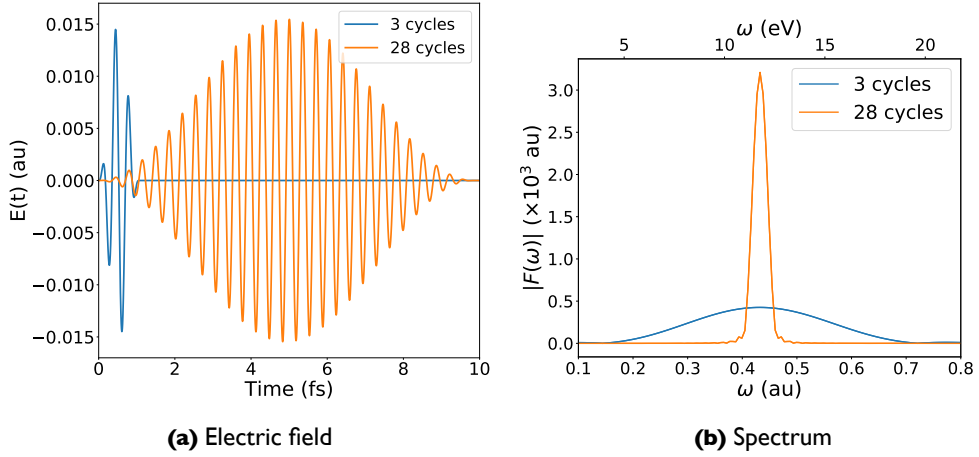 0.015
0.010
0.005
0.000
−0.005
−0.010
−0.015
E(t) (au)
3 cycles
28 cycles
0 2 4 6 8 10
Time (fs)
(a) Electric field
ω (eV)
5 10 15 20
3 cycles
28 cycles
3.0
2.5
2.0
1.5
1.0
0.5
0.0
|F(ω)| (×10³ au)
0.1 0.2 0.3 0.4 0.5 0.6 0.7 0.8
ω (au)
(b) Spectrum